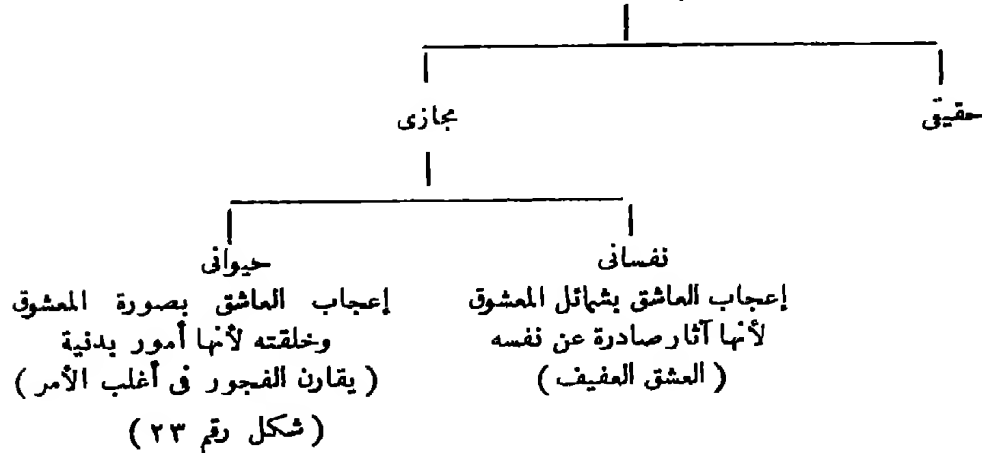 حقيقى
مجازى
نفسانى
إعجاب العاشق بشمائل المعشوق
لأنها آثار صادرة عن نفسه
( العشق العفيف )
حيوانى
إعجاب العاشق بصورة المعشوق
وخلقته لأنها أمور بدنية
( يقارن الفجور فى أغلب الأمر )
( شكل رقم ٢٣ )